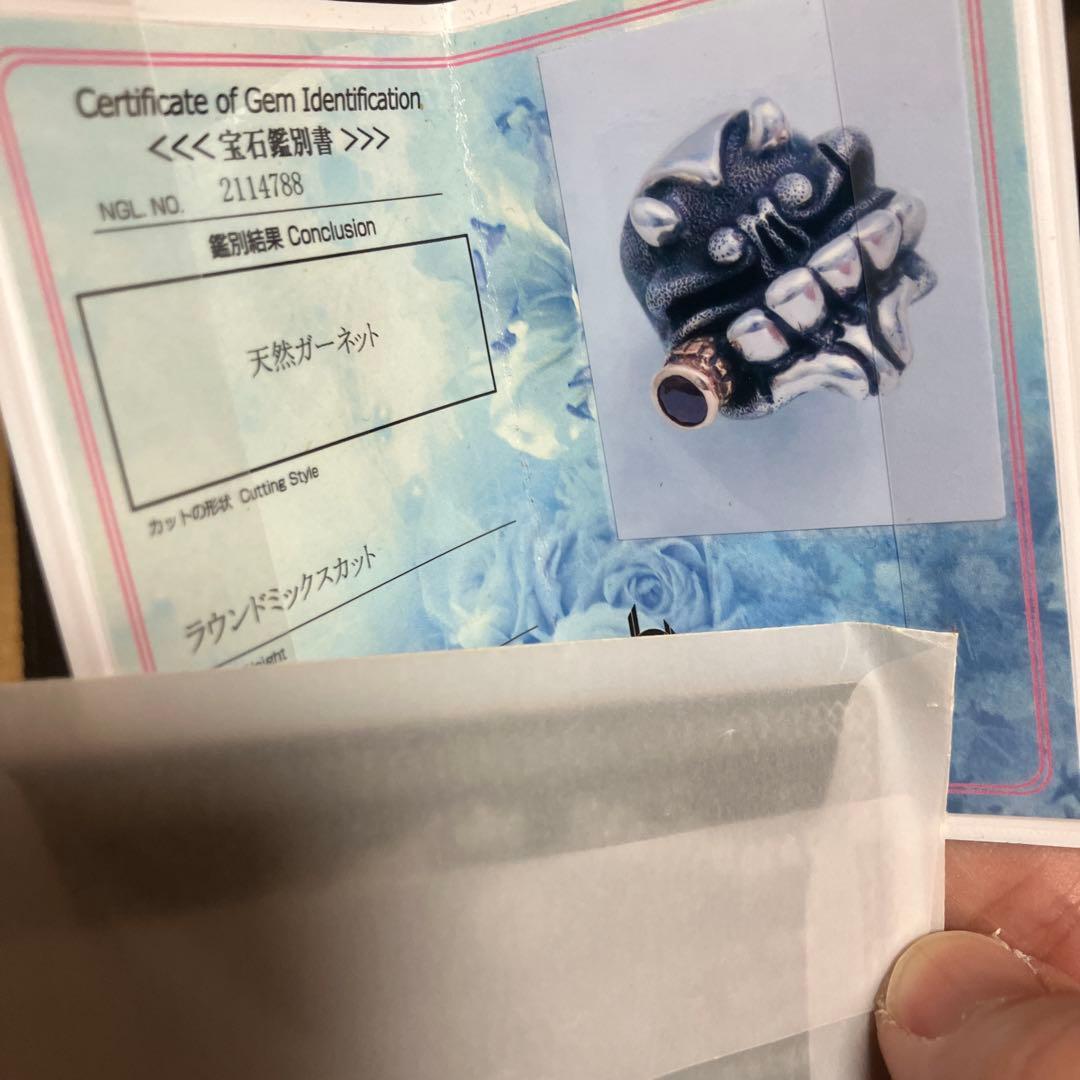 Certificate of Gem Identification
<<< 宝石鑑別書 >>>
NGL. NO. 2114788
鑑別結果 Conclusion
天然ガーネット
カットの形状 Cutting Style
ラウンドミックスカット